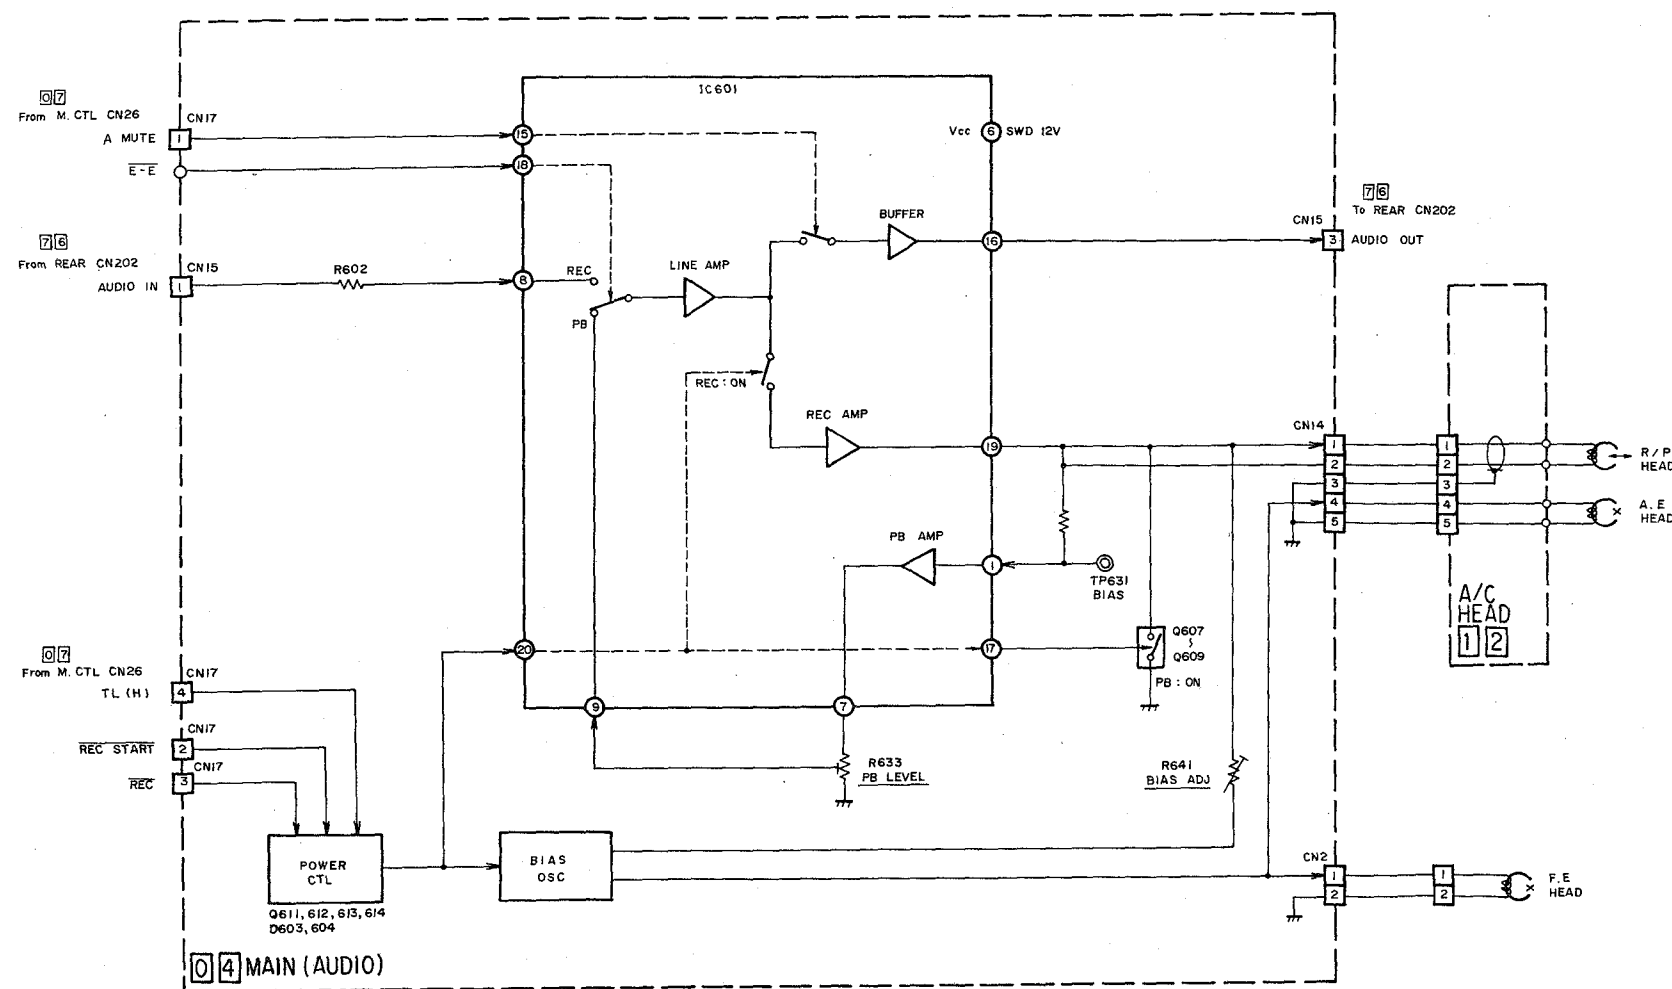 IC601
07
From M. CTL CN26
CN17
A MUTE
1
15
Vcc
6
SWD 12V
E-E
18
76
From REAR CN202
CN15
AUDIO IN
1
R602
8
REC
PB
LINE AMP
BUFFER
16
76
To REAR CN202
CN15
3
AUDIO OUT
REC : ON
REC AMP
19
CN14
1
2
3
4
5
1
2
3
4
5
R / P
HEAD
A. E
HEAD
A/C
HEAD
12
PB AMP
1
TP631
BIAS
20
17
Q607
~
Q609
PB : ON
07
From M. CTL CN26
CN17
TL (H)
4
CN17
REC START
2
CN17
REC
3
9
7
R633
PB LEVEL
R641
BIAS ADJ
POWER
CTL
BIAS
OSC
Q611, 612, 613, 614
D603, 604
CN2
1
2
1
2
F. E
HEAD
04 MAIN (AUDIO)